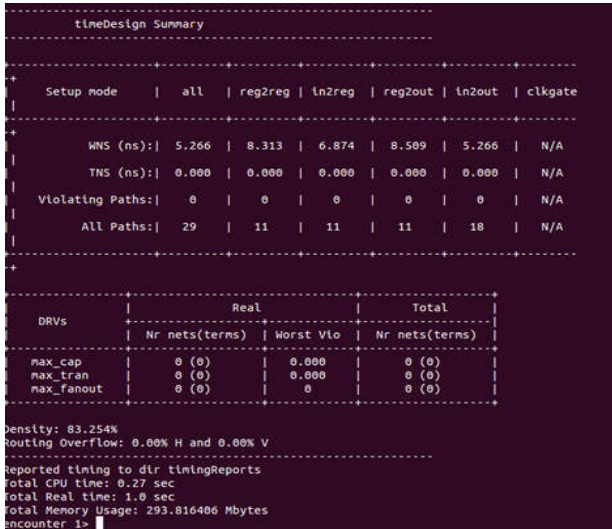 ------------------------------------------------------------
timeDesign Summary
------------------------------------------------------------
+--------------------+---------+---------+---------+---------+---------+---------
-+
| Setup mode | all | reg2reg | in2reg | reg2out | in2out | clkgate
|
+--------------------+---------+---------+---------+---------+---------+---------
-+
| WNS (ns):| 5.266 | 8.313 | 6.874 | 8.509 | 5.266 | N/A
|
| TNS (ns):| 0.000 | 0.000 | 0.000 | 0.000 | 0.000 | N/A
|
| Violating Paths:| 0 | 0 | 0 | 0 | 0 | N/A
|
| All Paths:| 29 | 11 | 11 | 11 | 18 | N/A
|
+--------------------+---------+---------+---------+---------+---------+---------
-+
+----------------+-------------------------------+------------------+
| | Real | Total |
| DRVs +------------------+------------+------------------|
| | Nr nets(terms) | Worst Vio | Nr nets(terms) |
+----------------+------------------+------------+------------------+
| max_cap | 0 (0) | 0.000 | 0 (0) |
| max_tran | 0 (0) | 0.000 | 0 (0) |
| max_fanout | 0 (0) | 0 | 0 (0) |
+----------------+------------------+------------+------------------+
Density: 83.254%
Routing Overflow: 0.00% H and 0.00% V
------------------------------------------------------------
Reported timing to dir timingReports
Total CPU time: 0.27 sec
Total Real time: 1.0 sec
Total Memory Usage: 293.816406 Mbytes
encounter 1>